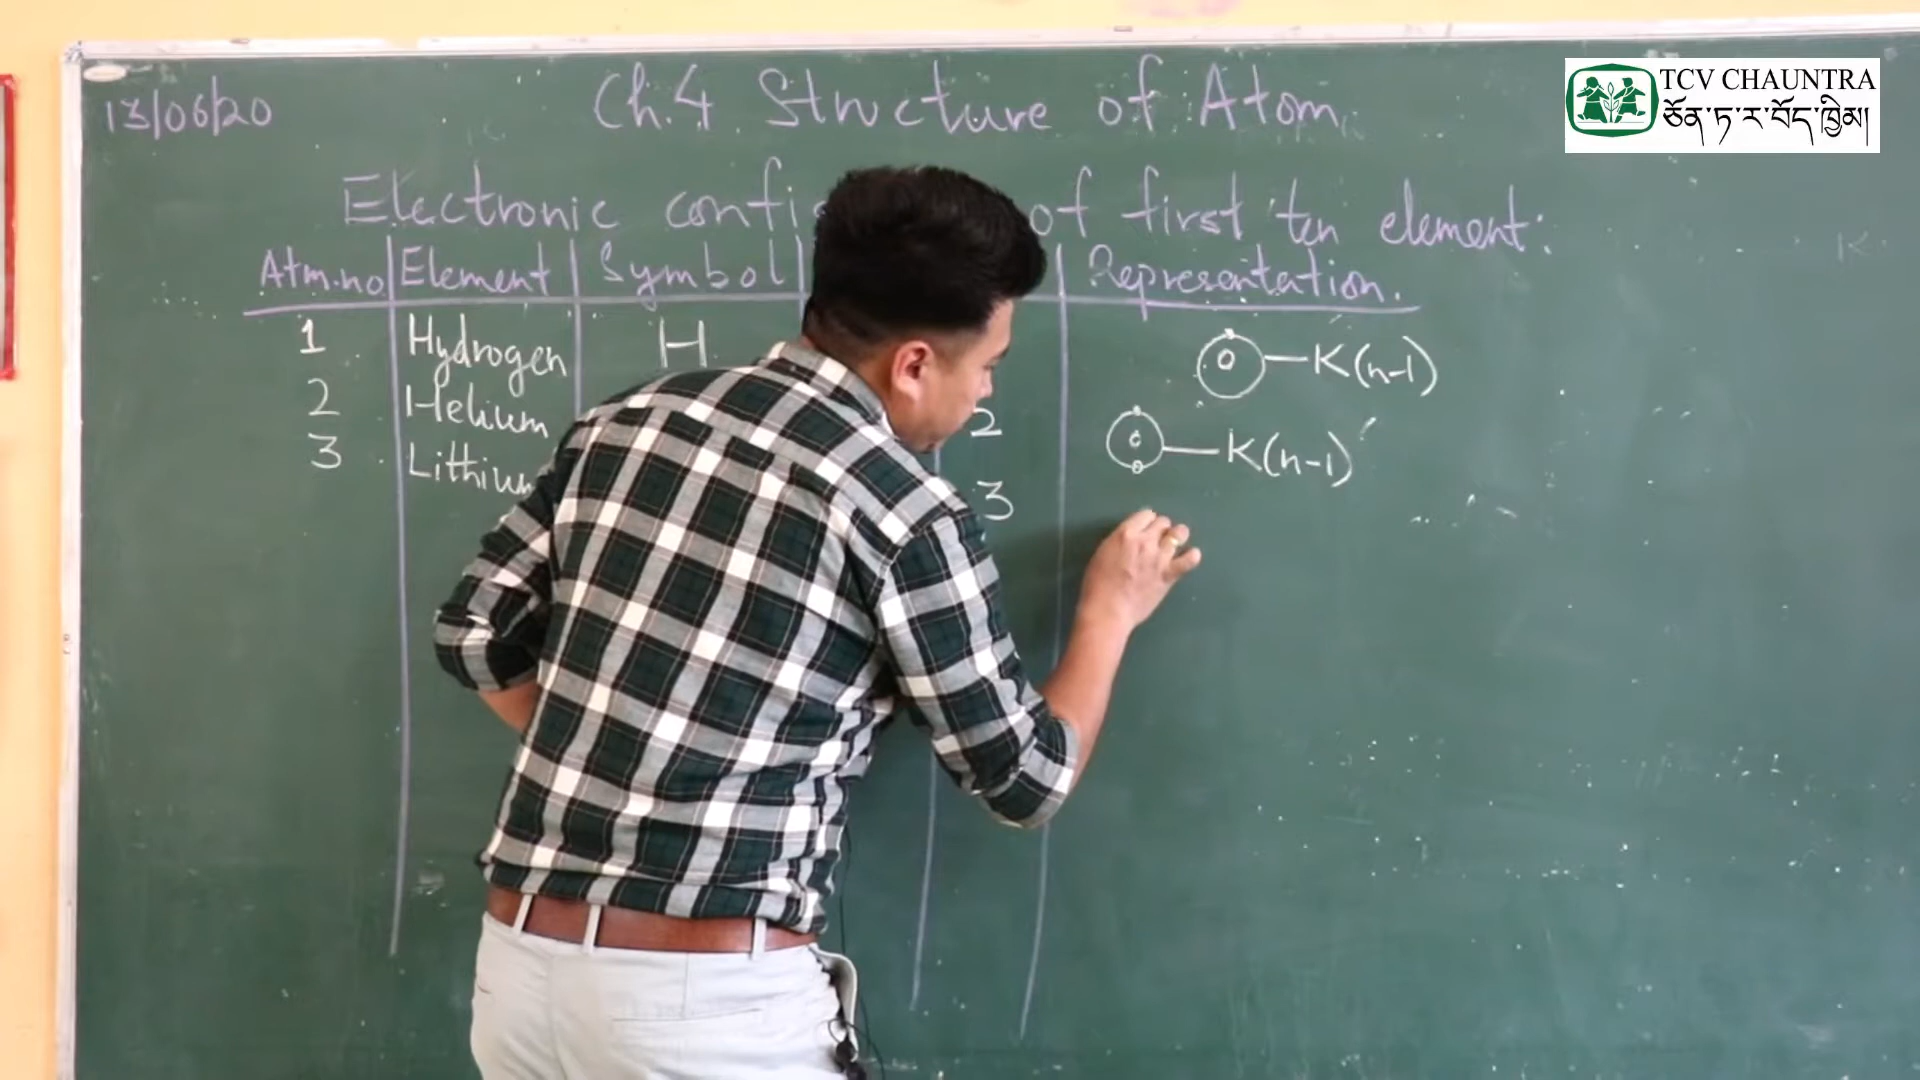 TCV CHAUNTRA
ཅོན་ཏ་ར་བོད་ཁྱིམ།
13/06/20
Ch.4 Structure of Atom
Electronic confi of first ten element:
Atm.no Element Symbol Representation.
1 Hydrogen H K(n-1)
2 Helium 2 K(n-1)
3 Lithium 3
K